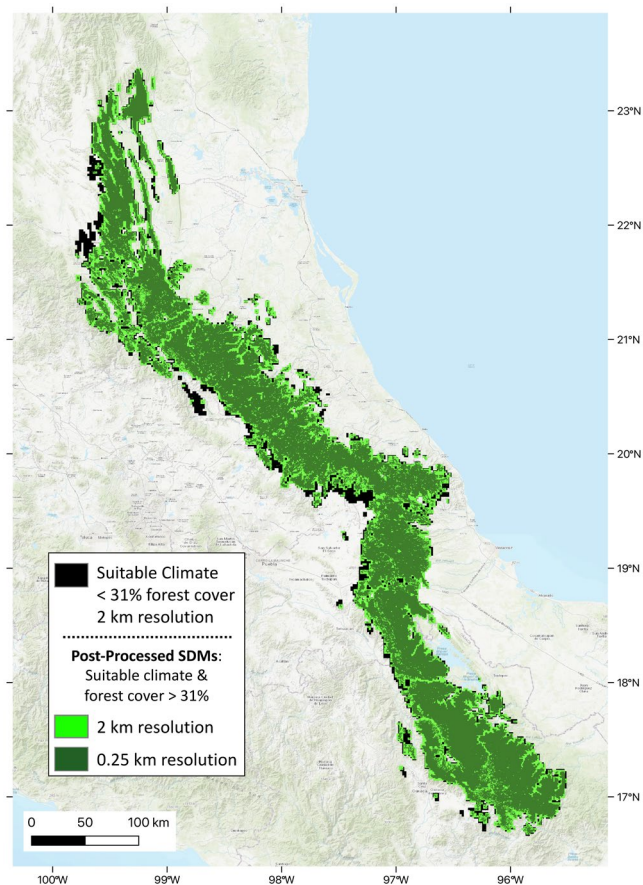 23°N
22°N
21°N
20°N
19°N
18°N
17°N
Suitable Climate
< 31% forest cover
2 km resolution
Post-Processed SDMs:
Suitable climate &
forest cover > 31%
2 km resolution
0.25 km resolution
0 50 100 km
100°W 99°W 98°W 97°W 96°W